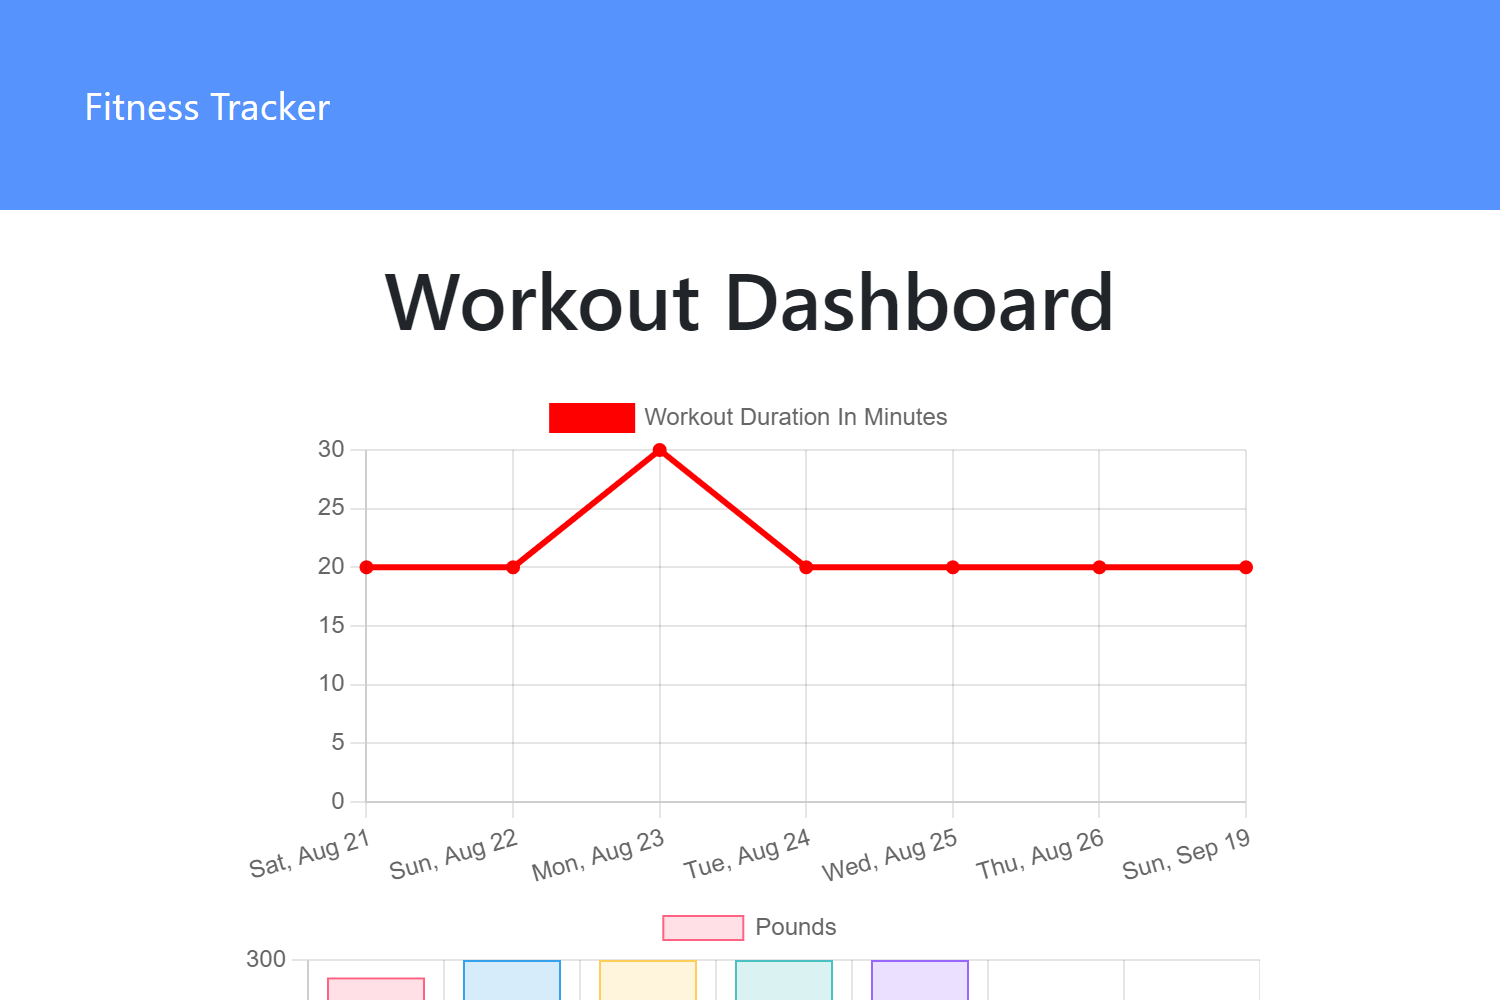 Fitness Tracker
Workout Dashboard
Workout Duration In Minutes
30
25
20
15
10
5
0
Sat, Aug 21 Sun, Aug 22 Mon, Aug 23 Tue, Aug 24 Wed, Aug 25 Thu, Aug 26 Sun, Sep 19
Pounds
300